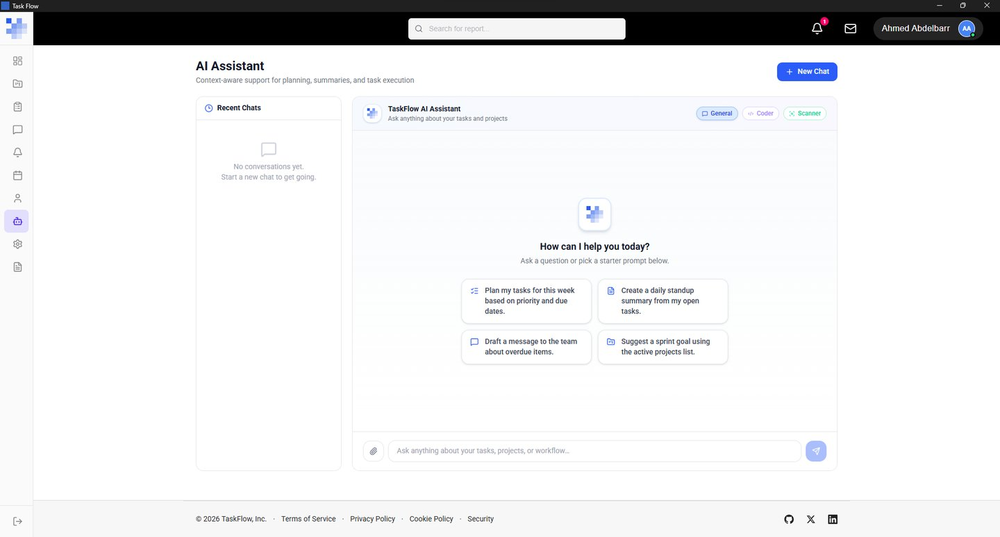 Task Flow
Search for report...
1
Ahmed Abdelbarr
AA
AI Assistant
Context-aware support for planning, summaries, and task execution
New Chat
Recent Chats
No conversations yet.
Start a new chat to get going.
TaskFlow AI Assistant
Ask anything about your tasks and projects
General
Coder
Scanner
How can I help you today?
Ask a question or pick a starter prompt below.
Plan my tasks for this week
based on priority and due
dates.
Create a daily standup
summary from my open
tasks.
Draft a message to the team
about overdue items.
Suggest a sprint goal using
the active projects list.
Ask anything about your tasks, projects, or workflow...
© 2026 TaskFlow, Inc. · Terms of Service · Privacy Policy · Cookie Policy · Security